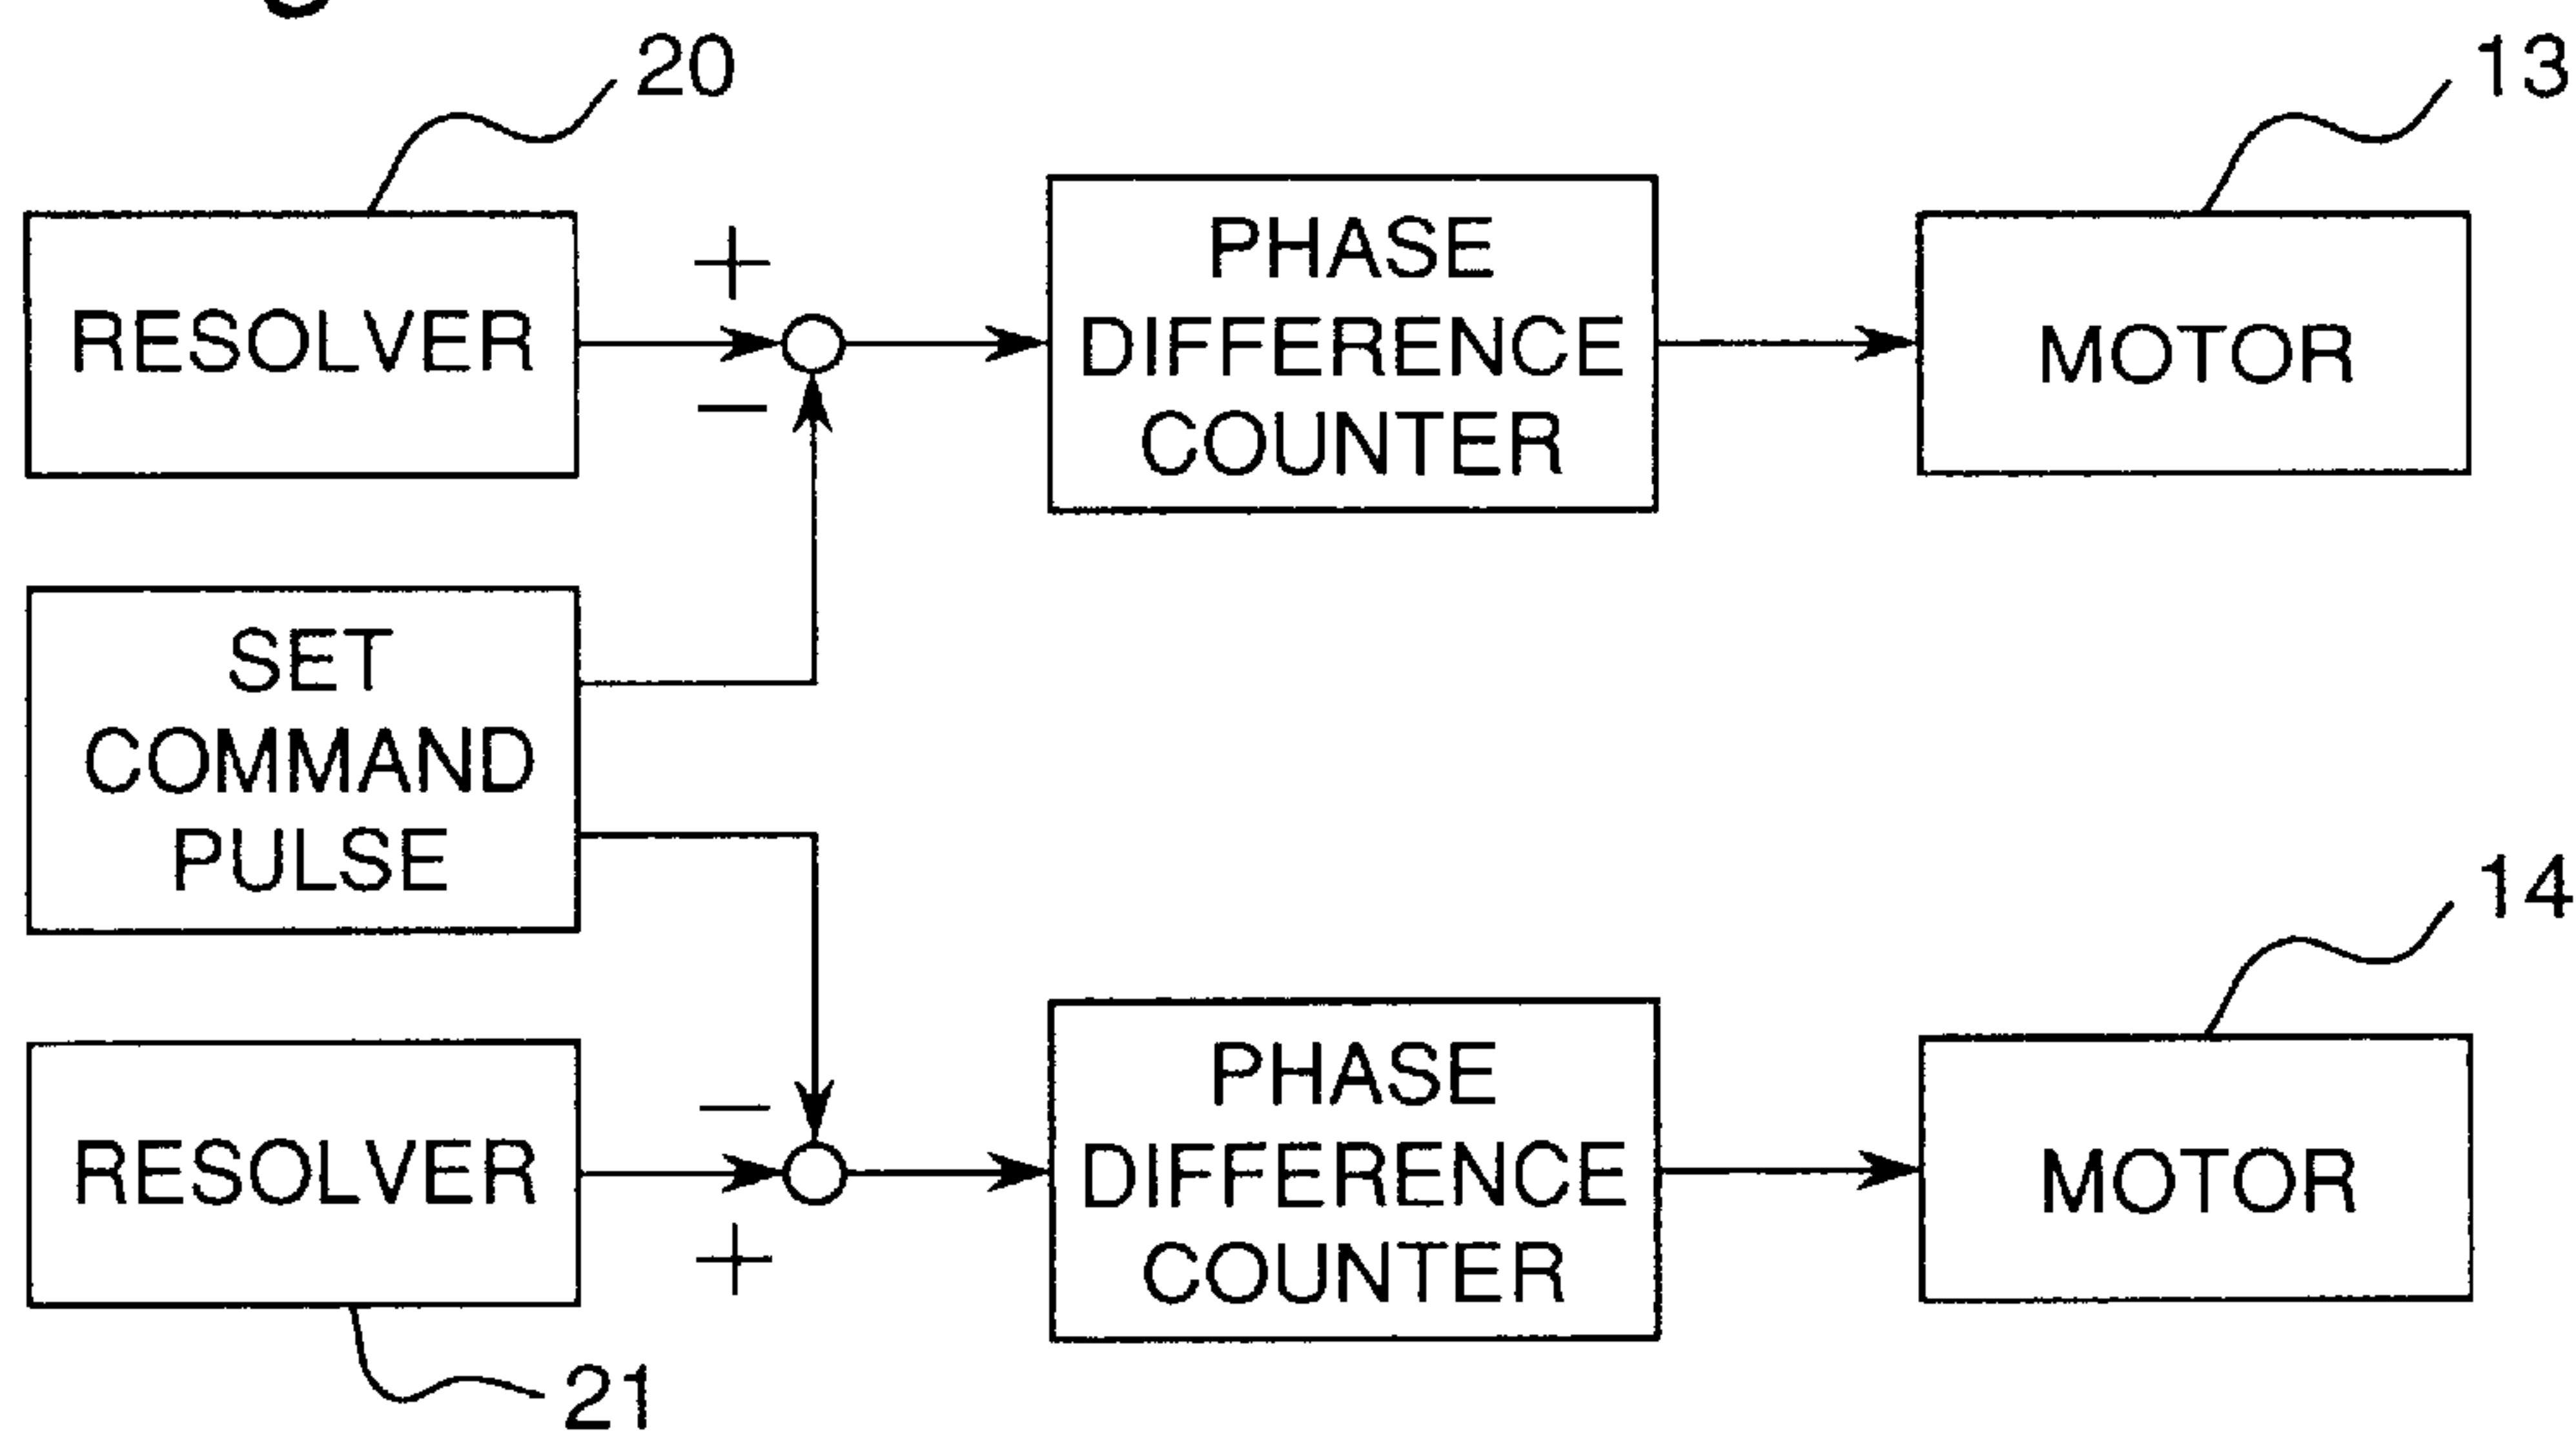 20
13
RESOLVER
+
−
PHASE
DIFFERENCE
COUNTER
MOTOR
SET
COMMAND
PULSE
14
RESOLVER
−
+
PHASE
DIFFERENCE
COUNTER
MOTOR
21